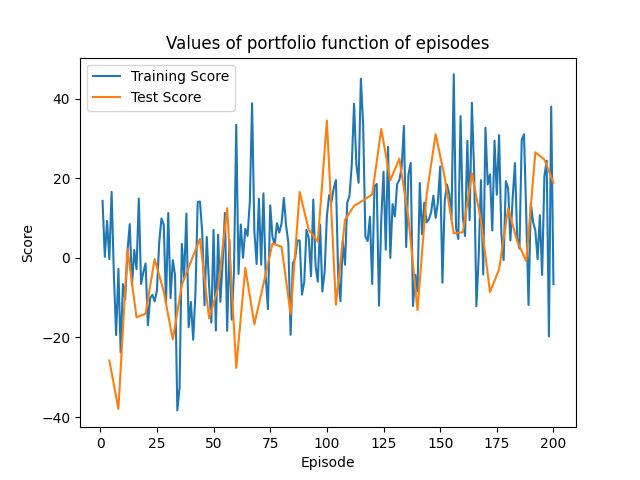 Values of portfolio function of episodes
Training Score
Test Score
40
20
0
−20
−40
Score
0
25
50
75
100
125
150
175
200
Episode